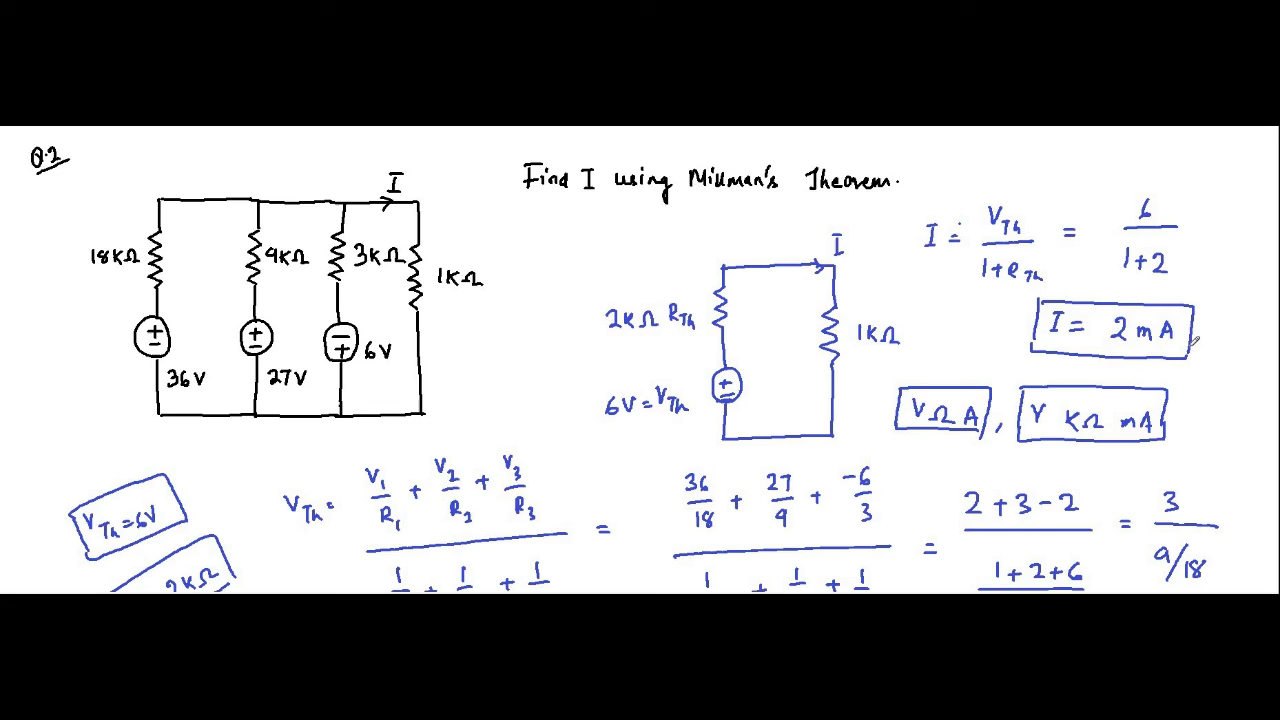 Q.2
Find I using Millman's Theorem.
I
18KΩ
9KΩ
3KΩ
1KΩ
36V
27V
6V
I
2KΩ R_Th
1KΩ
6V = V_Th
I = V_Th / 1+R_Th = 6 / 1+2
I = 2mA
V Ω A , V KΩ mA
V_Th = 6V
2KΩ
V_Th = V₁/R₁ + V₂/R₂ + V₃/R₃ = 36/18 + 27/9 + -6/3 = 2+3-2 / 1+2+6 = 3 / 9/18
1 + 1 + 1 1 + 1 + 1